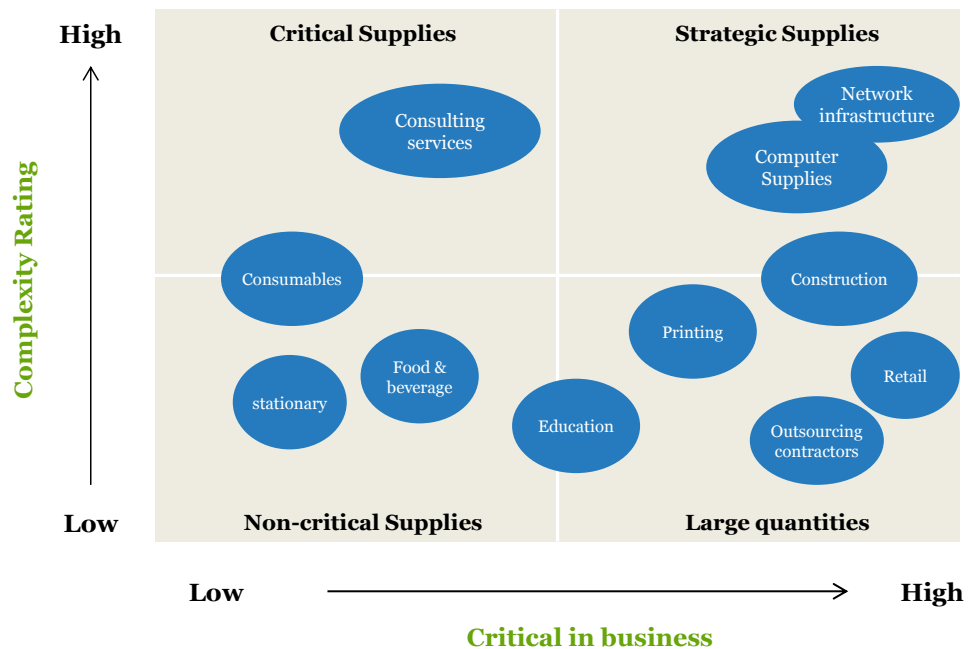 High
Critical Supplies
Strategic Supplies
Network
infrastructure
Consulting
services
Computer
Supplies
Complexity Rating
Consumables
Construction
Printing
Food &
beverage
Retail
stationary
Education
Outsourcing
contractors
Low
Non-critical Supplies
Large quantities
Low
High
Critical in business